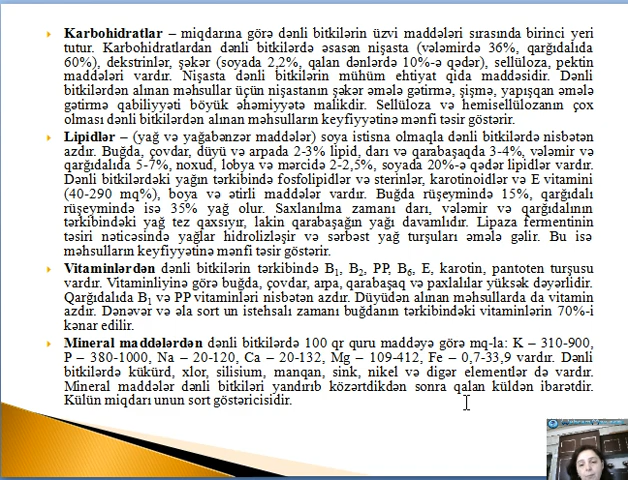 Karbohidratlar – miqdarına görə dənli bitkilərin üzvi maddələri sırasında birinci yeri
tutur. Karbohidratlardan dənli bitkilərdə əsasən nişasta (vələmirdə 36%, qarğıdalıda
60%), dekstrinlər, şəkər (soyada 2,2%, qalan dənlərdə 10%-ə qədər), sellüloza, pektin
maddələri vardır. Nişasta dənli bitkilərin mühüm ehtiyat qida maddəsidir. Dənli
bitkilərdən alınan məhsullar üçün nişastanın şəkər əmələ gətirmə, şişmə, yapışqan əmələ
gətirmə qabiliyyəti böyük əhəmiyyətə malikdir. Sellüloza və hemisellülozanın çox
olması dənli bitkilərdən alınan məhsulların keyfiyyətinə mənfi təsir göstərir.
Lipidlər – (yağ və yağabənzər maddələr) soya istisna olmaqla dənli bitkilərdə nisbətən
azdır. Buğda, çovdar, düyü və arpada 2-3% lipid, darı və qarabaşaqda 3-4%, vələmir və
qarğıdalıda 5-7%, noxud, lobya və mərcidə 2-2,5%, soyada 20%-ə qədər lipidlər vardır.
Dənli bitkilərdəki yağın tərkibində fosfolipidlər və sterinlər, karotinoidlər və E vitamini
(40-290 mq%), boya və ətirli maddələr vardır. Buğda rüşeymində 15%, qarğıdalı
rüşeymində isə 35% yağ olur. Saxlanılma zamanı darı, vələmir və qarğıdalının
tərkibindəki yağ tez qaxsıyır, lakin qarabaşağın yağı davamlıdır. Lipaza fermentinin
təsiri nəticəsində yağlar hidrolizləşir və sərbəst yağ turşuları əmələ gəlir. Bu isə
məhsulların keyfiyyətinə mənfi təsir göstərir.
Vitaminlərdən dənli bitkilərin tərkibində B₁, B₂, PP, B₆, E, karotin, pantoten turşusu
vardır. Vitaminliyinə görə buğda, çovdar, arpa, qarabaşaq və paxlalılar yüksək dəyərlidir.
Qarğıdalıda B₁ və PP vitaminləri nisbətən azdır. Düyüdən alınan məhsullarda da vitamin
azdır. Dənəvər və əla sort un istehsalı zamanı buğdanın tərkibindəki vitaminlərin 70%-i
kənar edilir.
Mineral maddələrdən dənli bitkilərdə 100 qr quru maddəyə görə mq-la: K – 310-900,
P – 380-1000, Na – 20-120, Ca – 20-132, Mg – 109-412, Fe – 0,7-33,9 vardır. Dənli
bitkilərdə kükürd, xlor, silisium, manqan, sink, nikel və digər elementlər də vardır.
Mineral maddələr dənli bitkiləri yandırıb közərtdikdən sonra qalan küldən ibarətdir.
Külün miqdarı unun sort göstəricisidir.